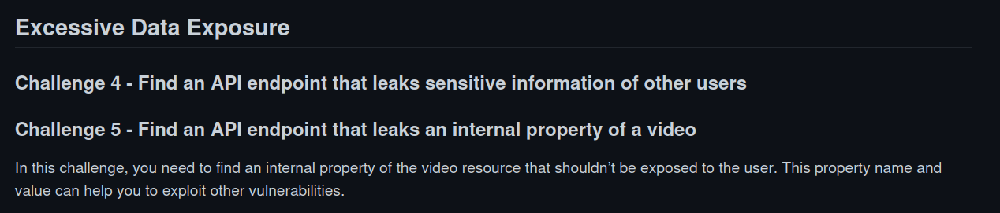 Excessive Data Exposure
Challenge 4 - Find an API endpoint that leaks sensitive information of other users
Challenge 5 - Find an API endpoint that leaks an internal property of a video
In this challenge, you need to find an internal property of the video resource that shouldn’t be exposed to the user. This property name and
value can help you to exploit other vulnerabilities.